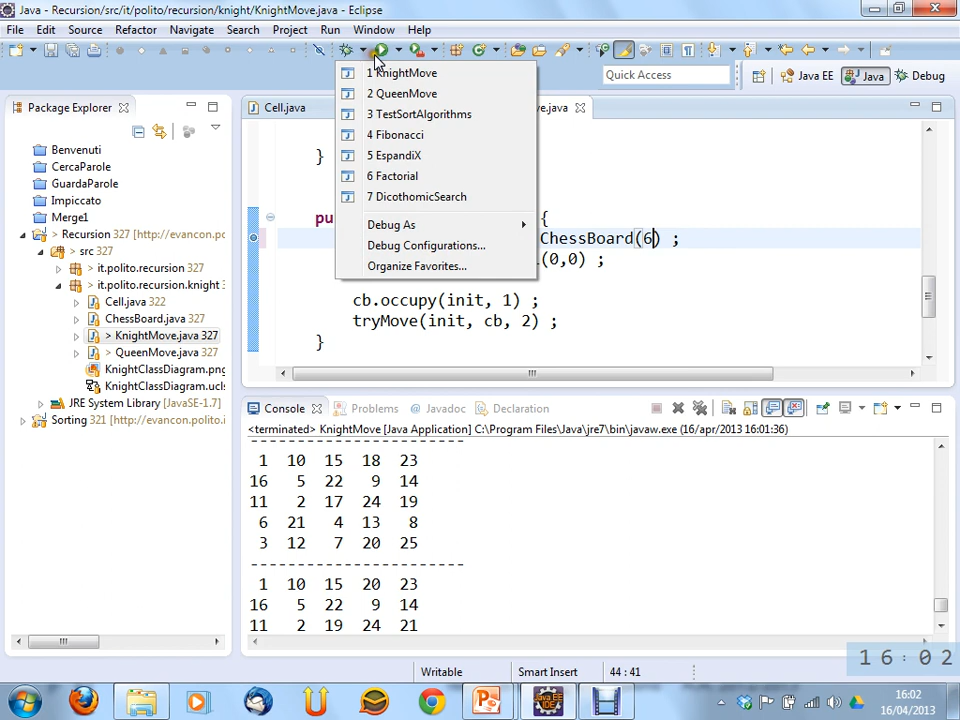 Java - Recursion/src/it/polito/recursion/knight/KnightMove.java - Eclipse
File Edit Source Refactor Navigate Search Project Run Window Help
Quick Access
Java EE
Java
Debug
Package Explorer
Benvenuti
CercaParole
GuardaParole
Impiccato
Merge1
Recursion 327 [http://evancon.
src 327
it.polito.recursion 327
it.polito.recursion.knight
Cell.java 322
ChessBoard.java 327
> KnightMove.java 327
> QueenMove.java 327
KnightClassDiagram.png
KnightClassDiagram.ucls
JRE System Library [JavaSE-1.7]
Sorting 321 [http://evancon.polito.i
1 KnightMove
2 QueenMove
3 TestSortAlgorithms
4 Fibonacci
5 EspandiX
6 Factorial
7 DicothomicSearch
Debug As
Debug Configurations...
Organize Favorites...
Cell.java
ve.java
}
pu { 
ChessBoard(6) ;
(0,0) ;
cb.occupy(init, 1) ;
tryMove(init, cb, 2) ;
}
Console Problems Javadoc Declaration
<terminated> KnightMove [Java Application] C:\Program Files\Java\jre7\bin\javaw.exe (16/apr/2013 16:01:36)
-----------------------
1 10 15 18 23
16 5 22 9 14
11 2 17 24 19
6 21 4 13 8
3 12 7 20 25
-----------------------
1 10 15 20 23
16 5 22 9 14
11 2 19 24 21
Writable Smart Insert 44 : 41
16:02
16:02
16/04/2013